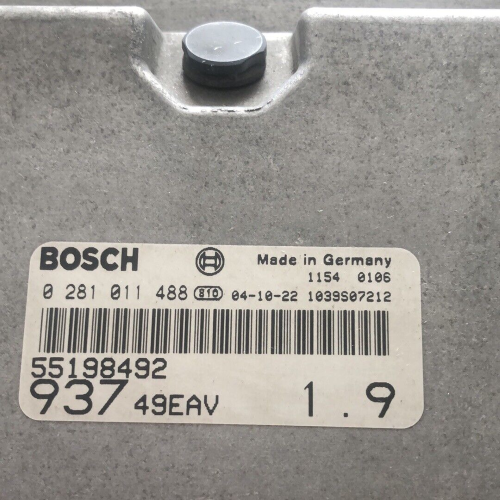 BOSCH Made in Germany
1154 0106
0 281 011 488 810 04-10-22 1039S07212
55198492
937 49EAV 1.9